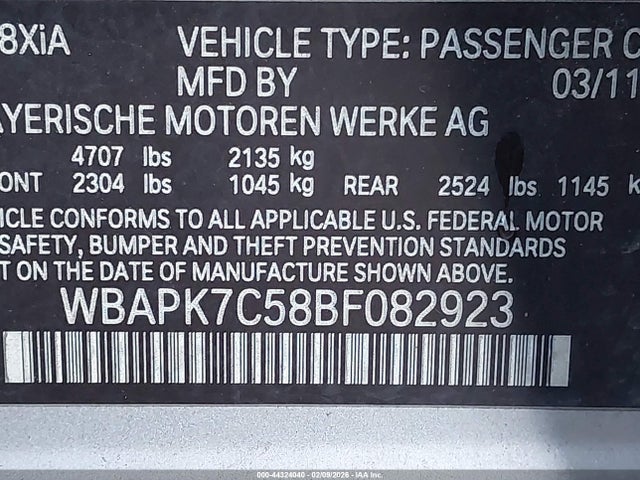 8XiA VEHICLE TYPE: PASSENGER C
MFD BY 03/11
AYERISCHE MOTOREN WERKE AG
4707 lbs 2135 kg
ONT 2304 lbs 1045 kg REAR 2524 lbs 1145 k
HICLE CONFORMS TO ALL APPLICABLE U.S. FEDERAL MOTOR
SAFETY, BUMPER AND THEFT PREVENTION STANDARDS
CT ON THE DATE OF MANUFACTURE SHOWN ABOVE.
WBAPK7C58BF082923
000-44324040 - 02/09/2026 - IAA Inc.